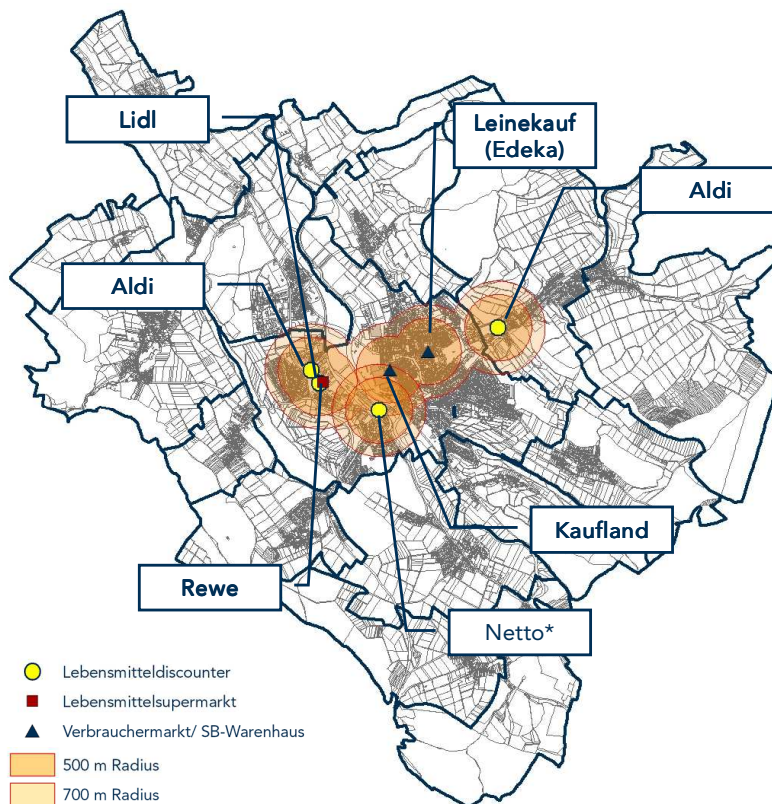 Lidl
Leinekauf
(Edeka)
Aldi
Aldi
Kaufland
Rewe
Netto*
Lebensmitteldiscounter
Lebensmittelsupermarkt
Verbrauchermarkt/ SB-Warenhaus
500 m Radius
700 m Radius